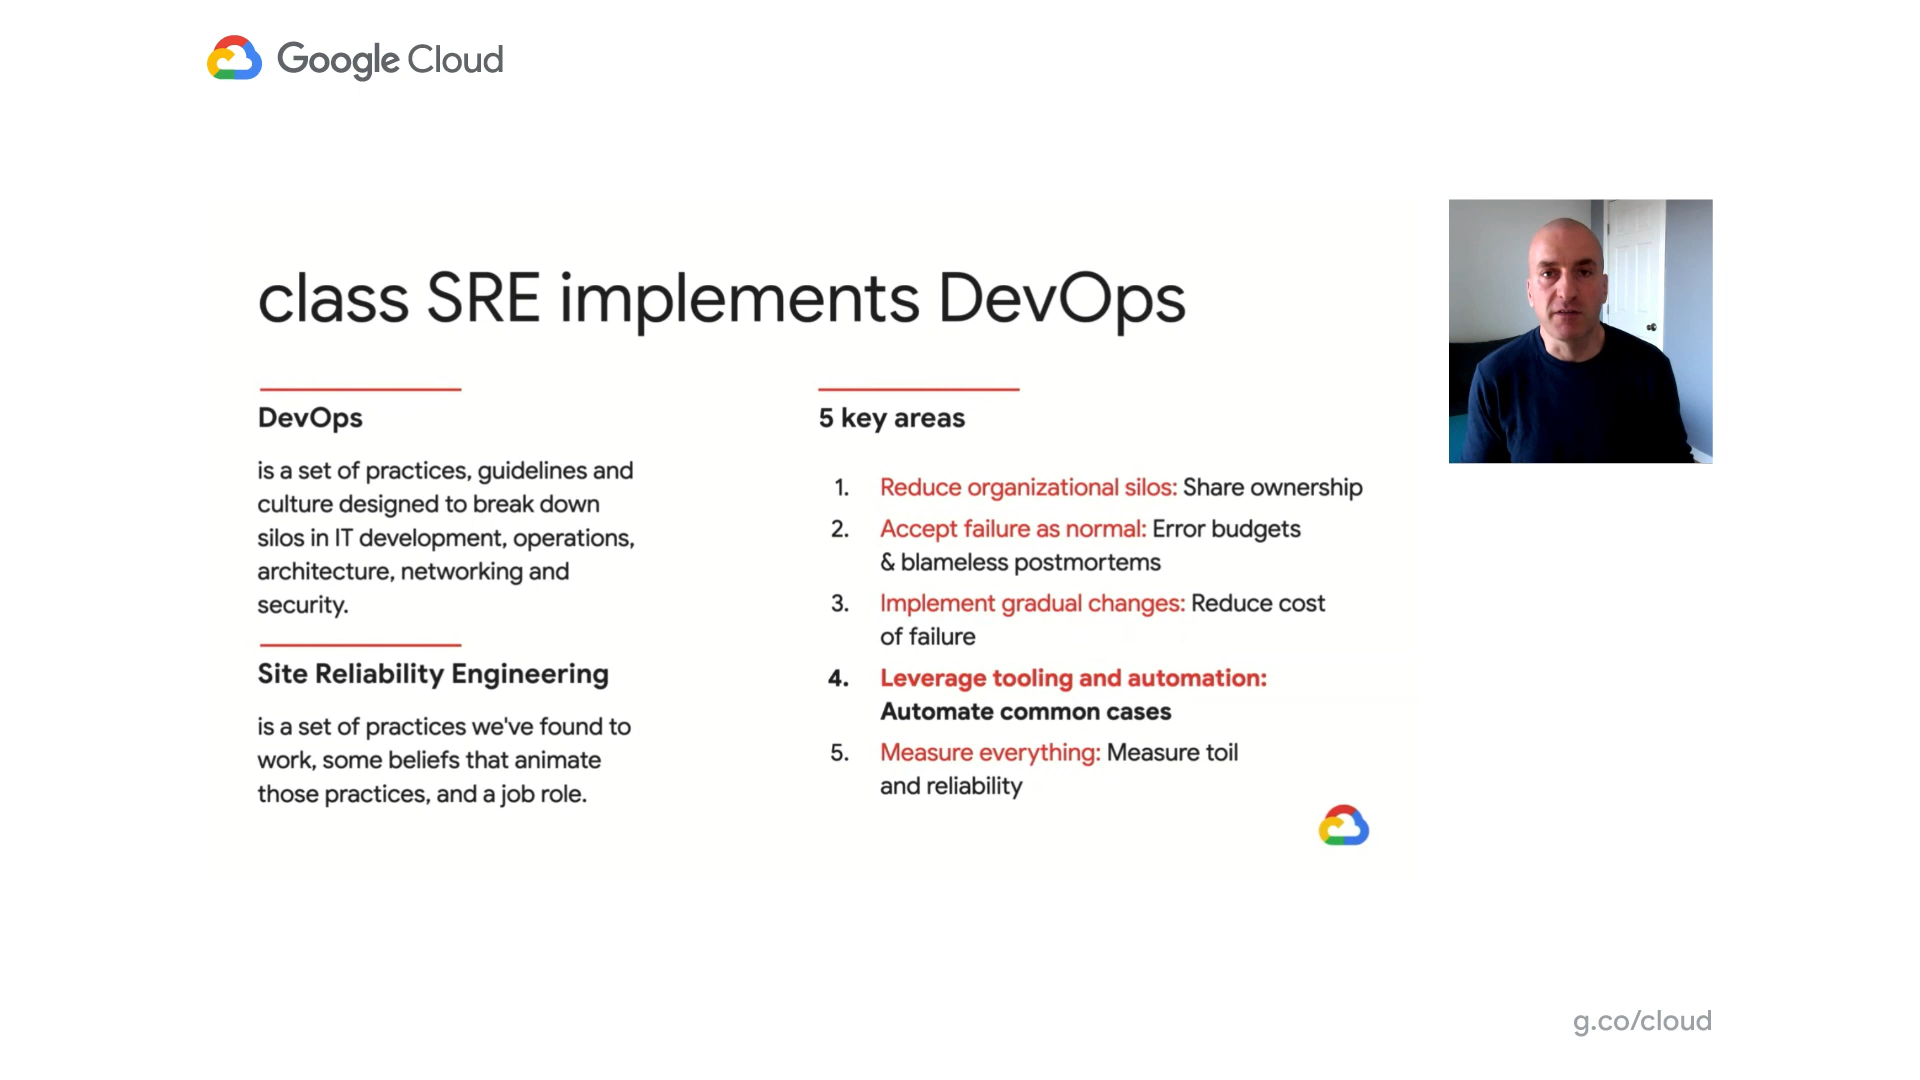 Google Cloud
class SRE implements DevOps
DevOps
is a set of practices, guidelines and
culture designed to break down
silos in IT development, operations,
architecture, networking and
security.
Site Reliability Engineering
is a set of practices we've found to
work, some beliefs that animate
those practices, and a job role.
5 key areas
1. Reduce organizational silos: Share ownership
2. Accept failure as normal: Error budgets
& blameless postmortems
3. Implement gradual changes: Reduce cost
of failure
4. Leverage tooling and automation:
Automate common cases
5. Measure everything: Measure toil
and reliability
g.co/cloud